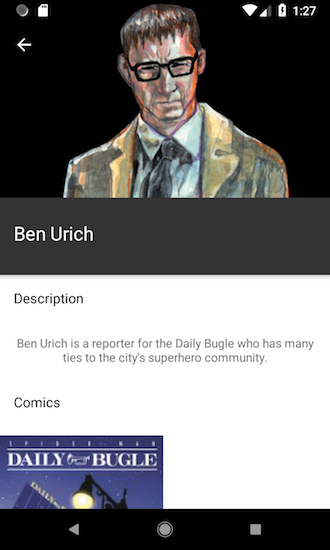 1:27
Ben Urich
Description
Ben Urich is a reporter for the Daily Bugle who has many
ties to the city's superhero community.
Comics
SPIDER-MAN
DAILY BUGLE
DAILY